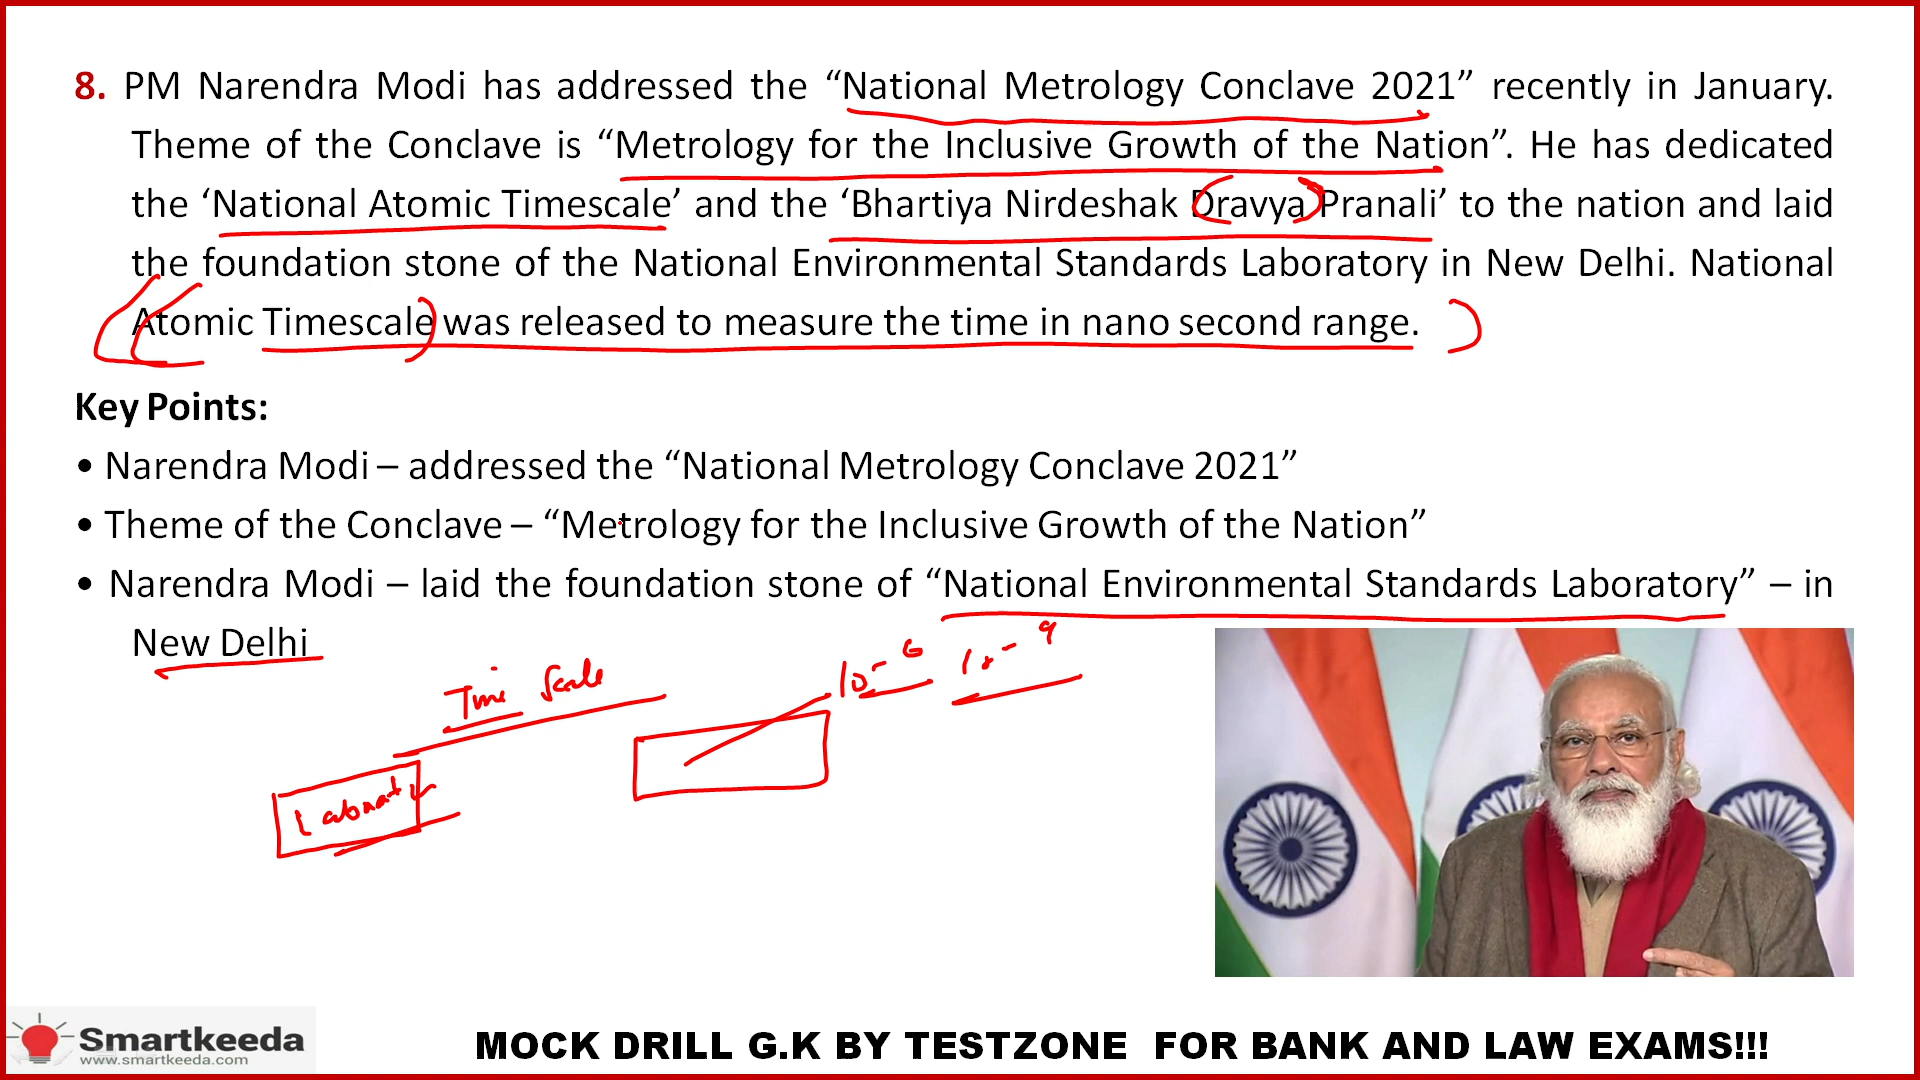 8. PM Narendra Modi has addressed the “National Metrology Conclave 2021” recently in January.
Theme of the Conclave is “Metrology for the Inclusive Growth of the Nation”. He has dedicated
the ‘National Atomic Timescale’ and the ‘Bhartiya Nirdeshak Dravya Pranali’ to the nation and laid
the foundation stone of the National Environmental Standards Laboratory in New Delhi. National
Atomic Timescale was released to measure the time in nano second range.
Key Points:
• Narendra Modi – addressed the “National Metrology Conclave 2021”
• Theme of the Conclave – “Metrology for the Inclusive Growth of the Nation”
• Narendra Modi – laid the foundation stone of “National Environmental Standards Laboratory” – in
New Delhi
Time Scale
10⁻⁶ 10⁻⁹
Smartkeeda
www.smartkeeda.com
MOCK DRILL G.K BY TESTZONE FOR BANK AND LAW EXAMS!!!